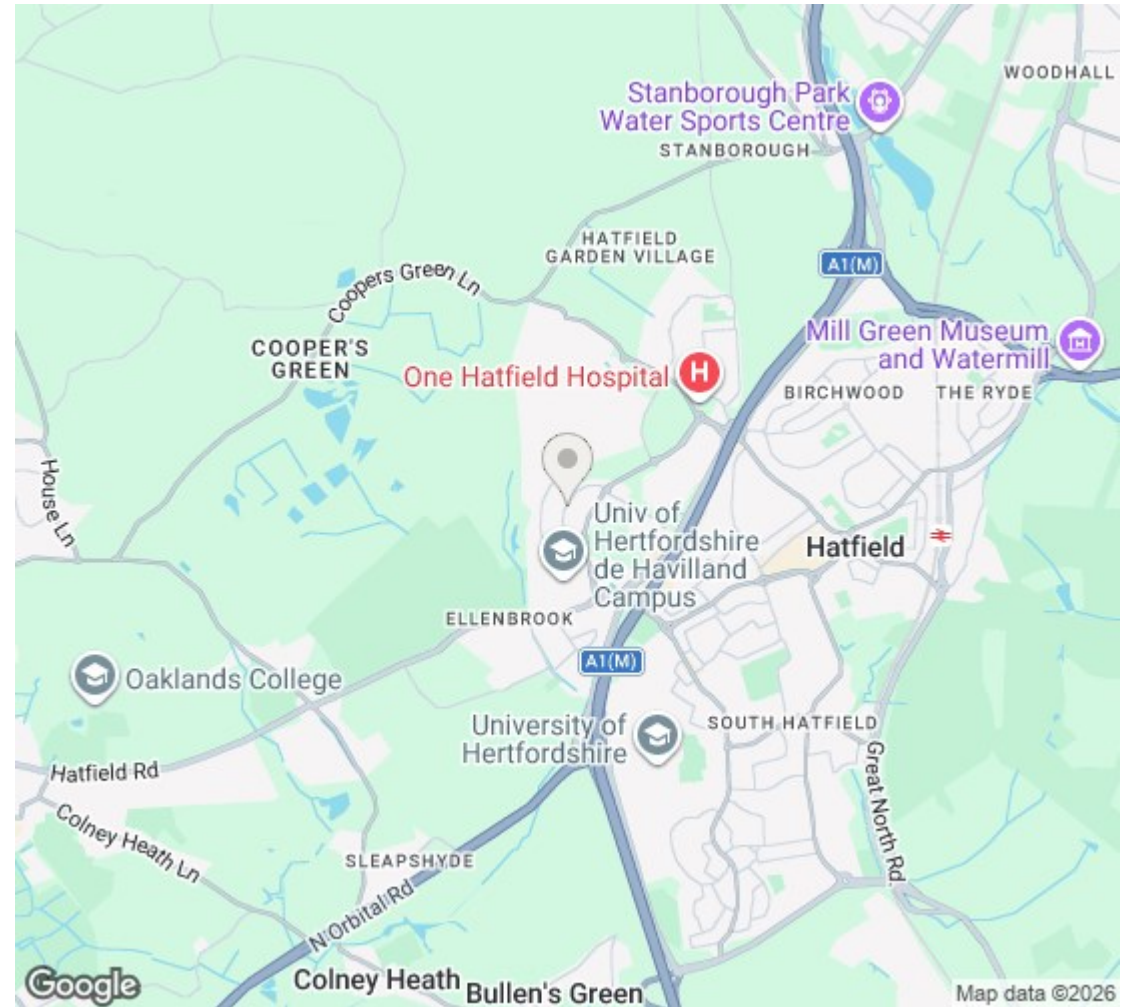 WOODHALL
Stanborough Park
Water Sports Centre
STANBOROUGH
HATFIELD
GARDEN VILLAGE
A1(M)
Coopers Green Ln
Mill Green Museum
and Watermill
COOPER'S
GREEN
One Hatfield Hospital
H
BIRCHWOOD
THE RYDE
House Ln
Univ of
Hertfordshire
de Havilland
Campus
Hatfield
ELLENBROOK
A1(M)
Oaklands College
University of
Hertfordshire
SOUTH HATFIELD
Great North Rd
Hatfield Rd
Colney Heath Ln
SLEAPSHYDE
N Orbital Rd
Colney Heath
Bullen's Green
Google
Map data ©2026